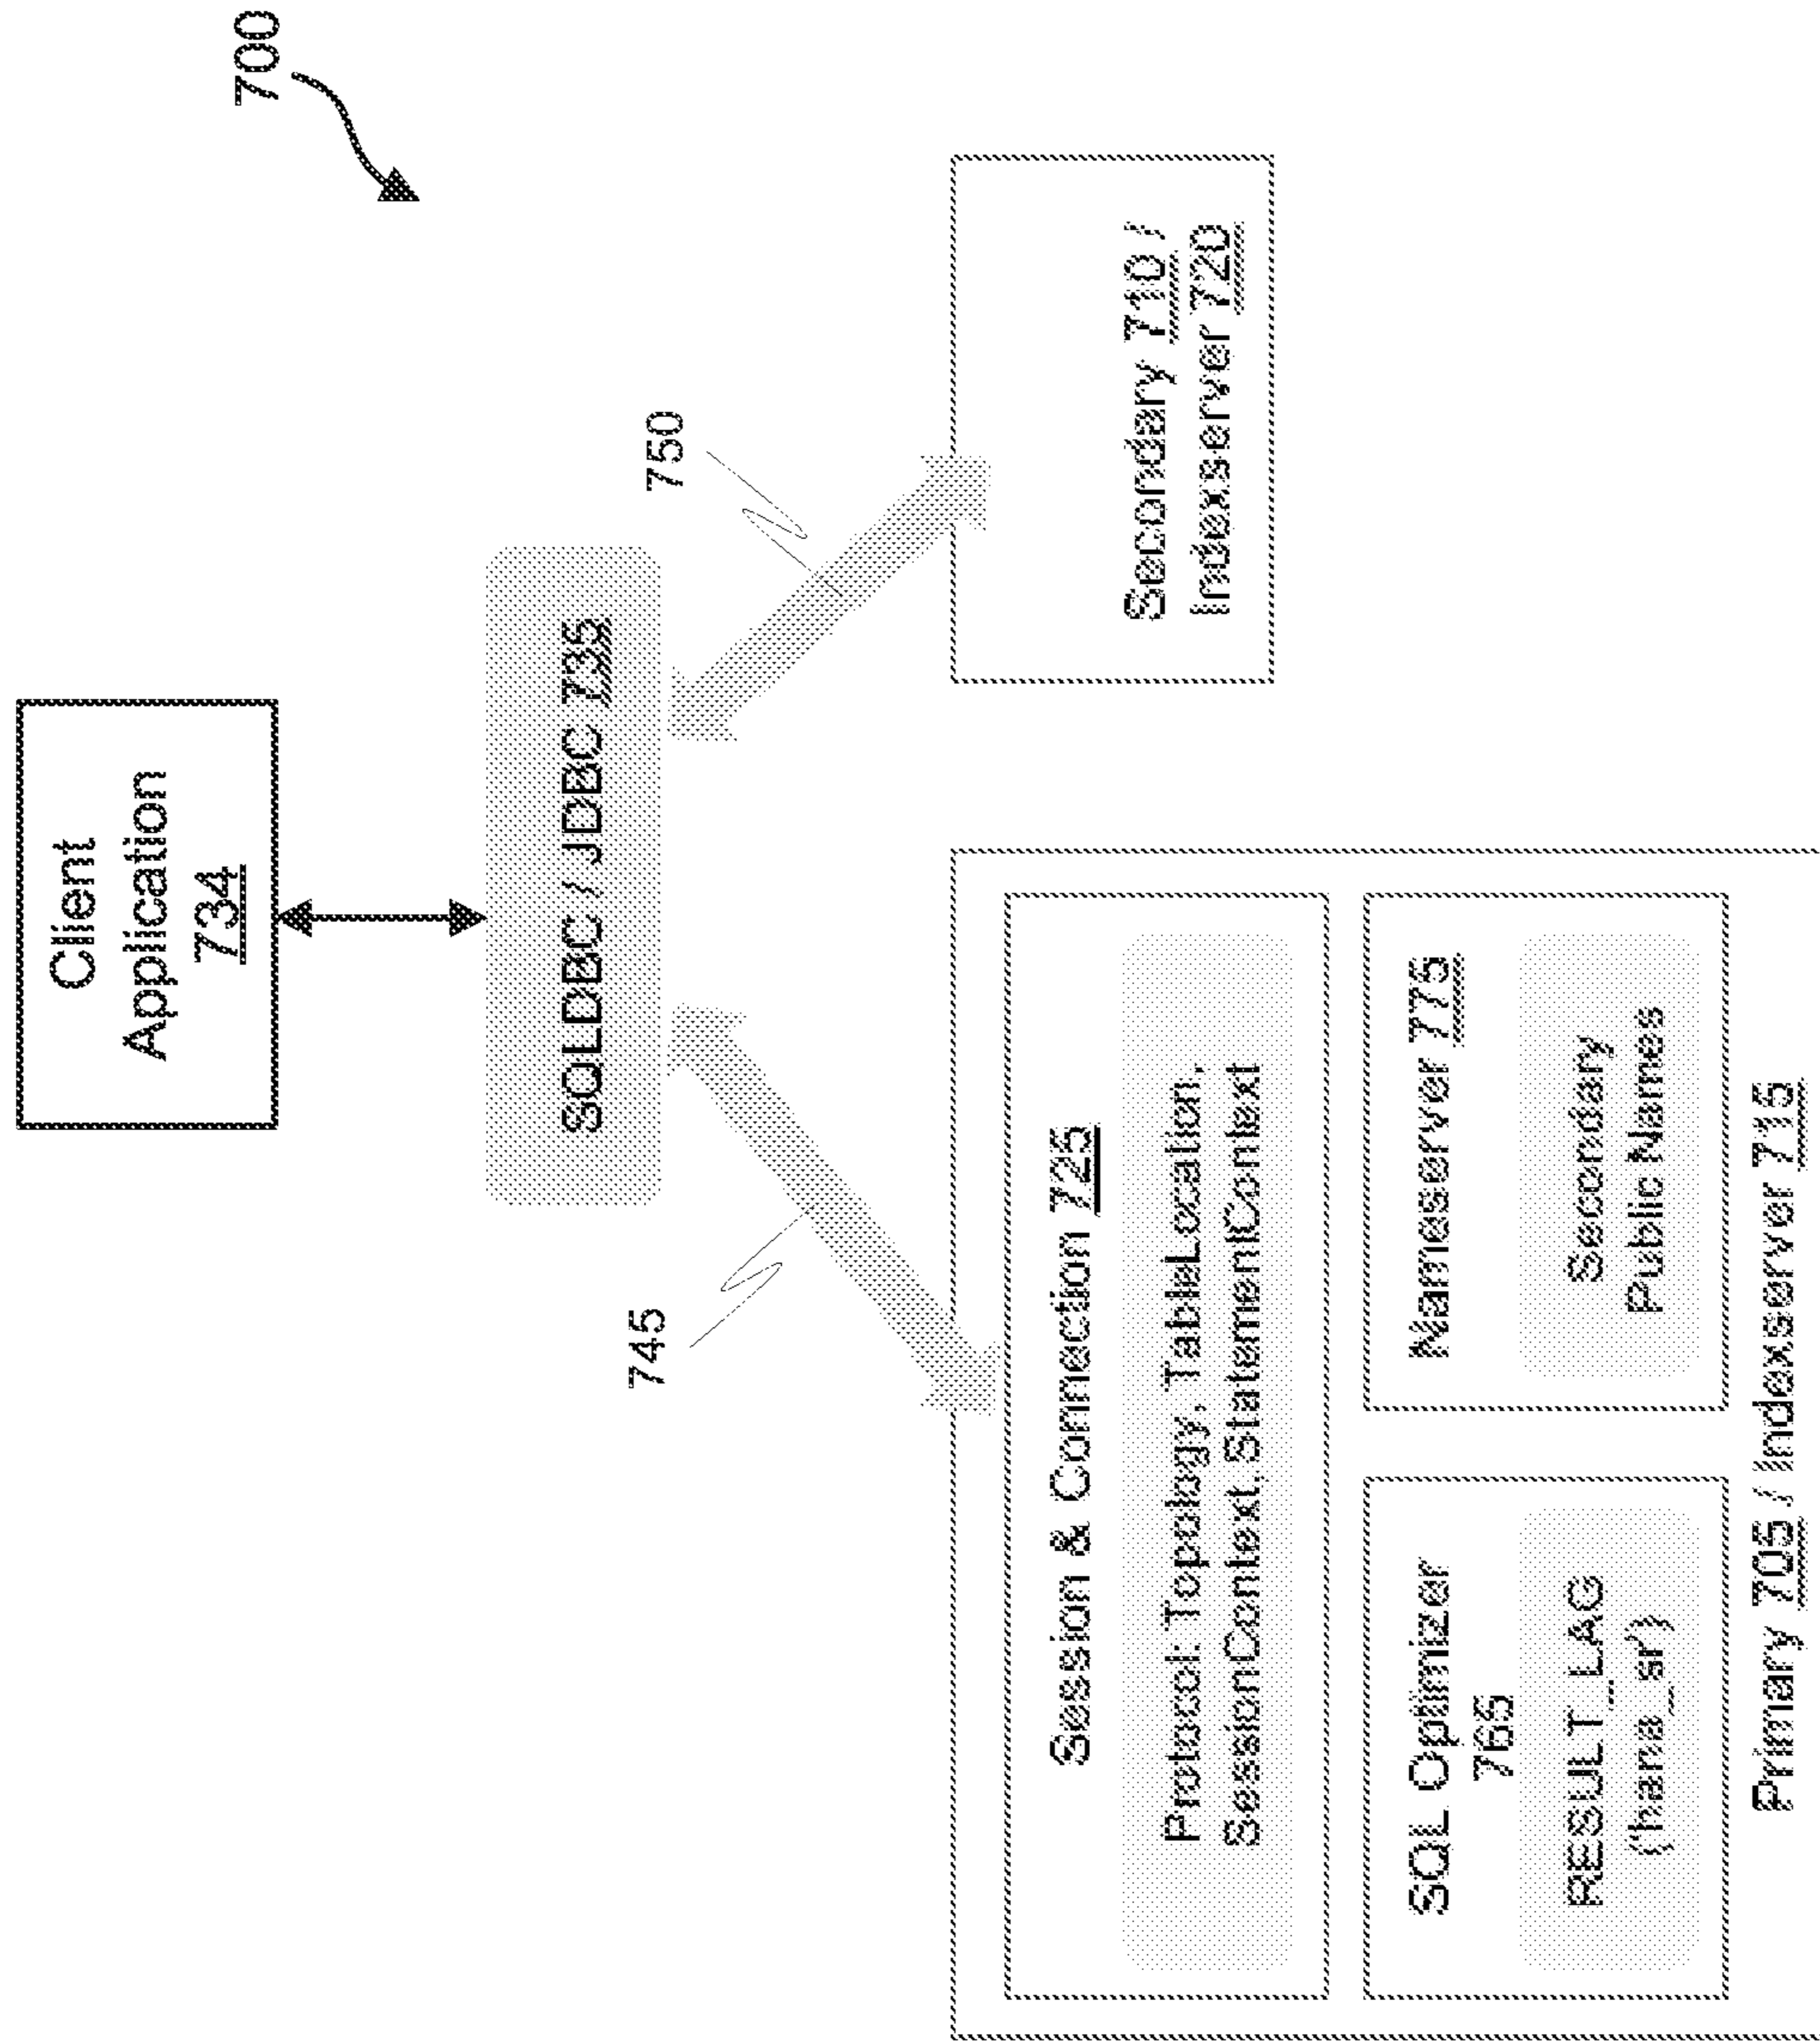 700
Client
Application
734
SQLDBC / JDBC 735
745
750
Session & Connection 725
Protocol: Topology, TableLocation,
SessionContext, StatementContext
SQL Optimizer
765
RESULT_LAG
('hana_sr')
Nameserver 775
Secondary
Public Names
Primary 705 / Indexserver 715
Secondary 710 /
Indexserver 720